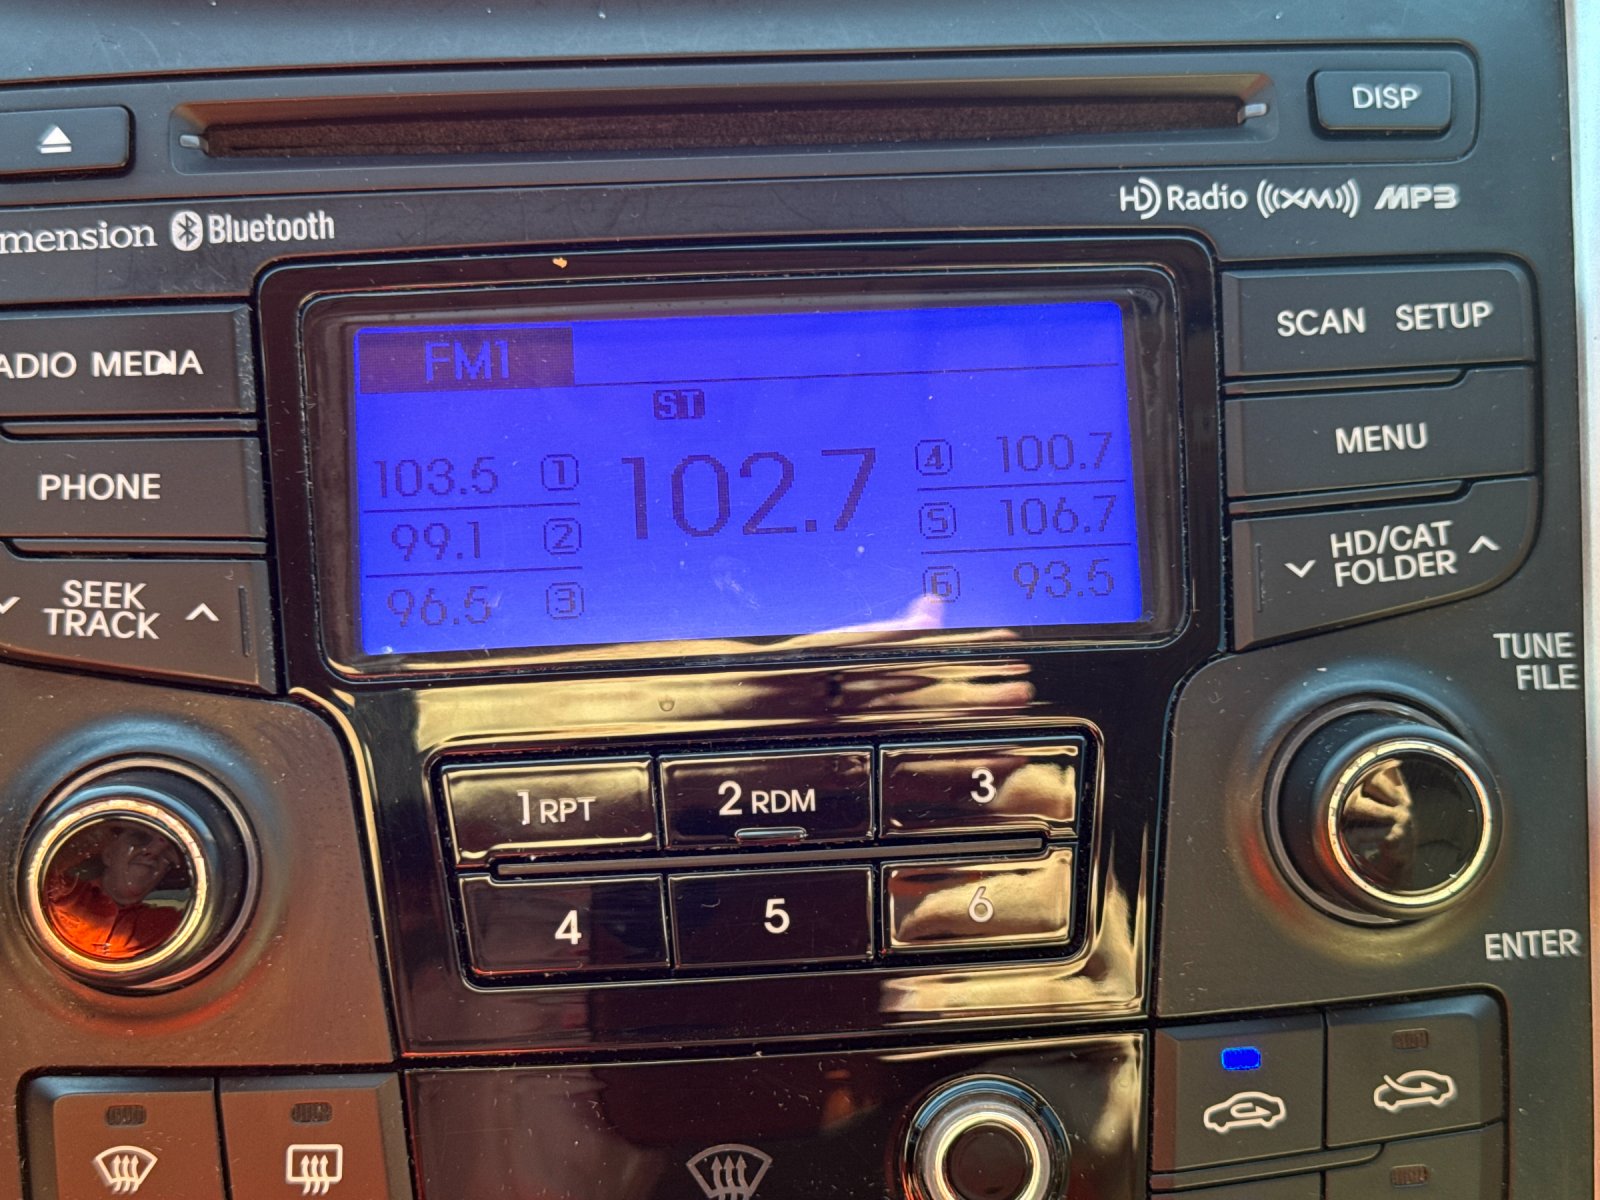 DISP
mension Bluetooth
HD Radio ((XM)) MP3
ADIO MEDIA
SCAN SETUP
PHONE
MENU
SEEK
TRACK
HD/CAT
FOLDER
FM1
ST
103.5 1
99.1 2
96.5 3
102.7
4 100.7
5 106.7
6 93.5
TUNE
FILE
1 RPT
2 RDM
3
4
5
6
ENTER